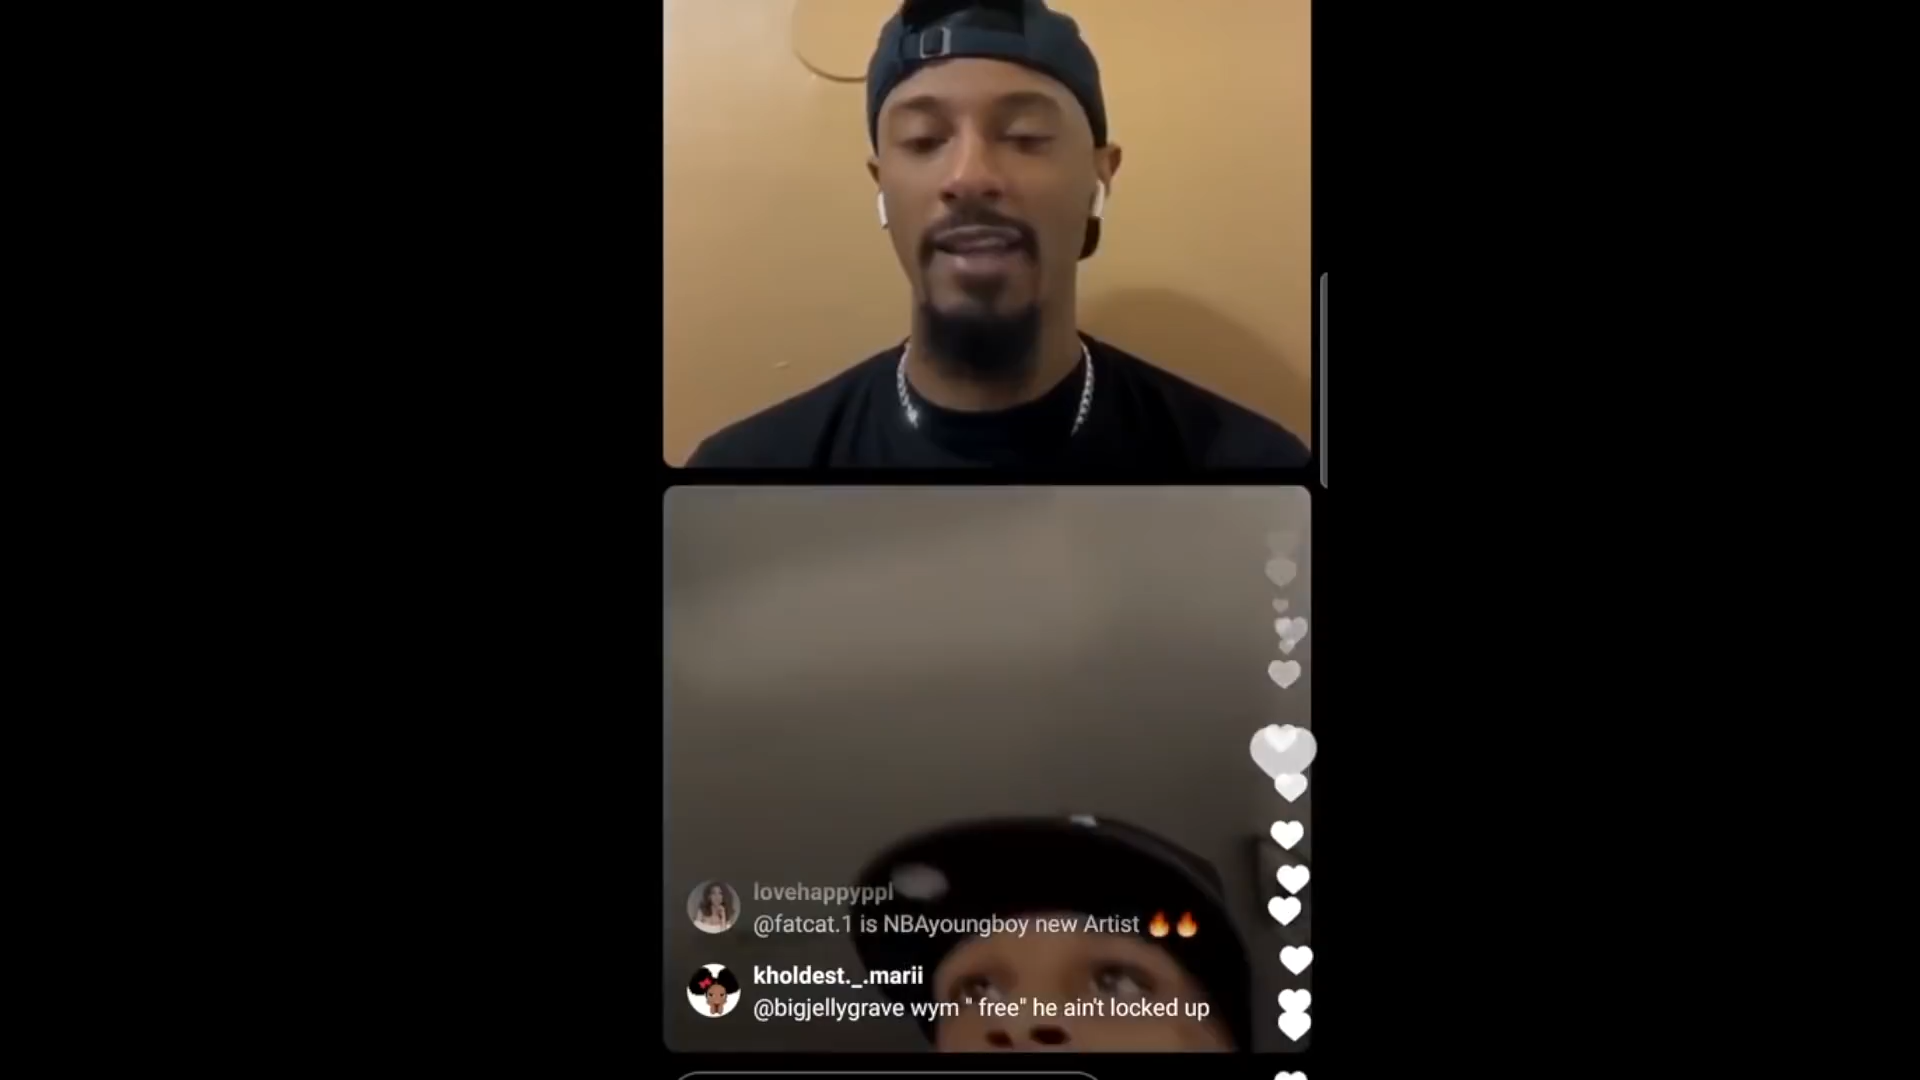 lovehappyppl
@fatcat.1 is NBAyoungboy new Artist 🔥🔥
kholdest._.marii
@bigjellygrave wym " free" he ain't locked up